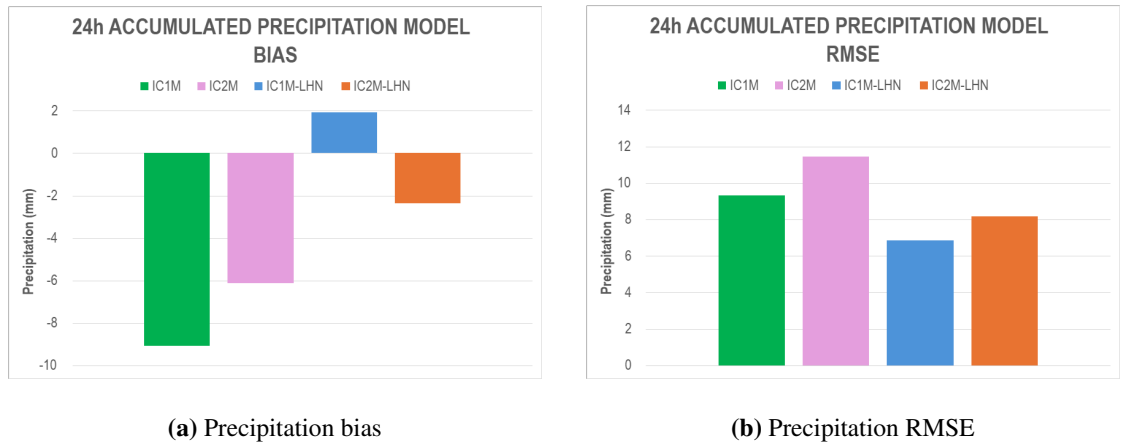 24h ACCUMULATED PRECIPITATION MODEL
BIAS
IC1M IC2M IC1M-LHN IC2M-LHN
Precipitation (mm)
2
0
-2
-4
-6
-8
-10
(a) Precipitation bias
24h ACCUMULATED PRECIPITATION MODEL
RMSE
IC1M IC2M IC1M-LHN IC2M-LHN
Precipitation (mm)
14
12
10
8
6
4
2
0
(b) Precipitation RMSE